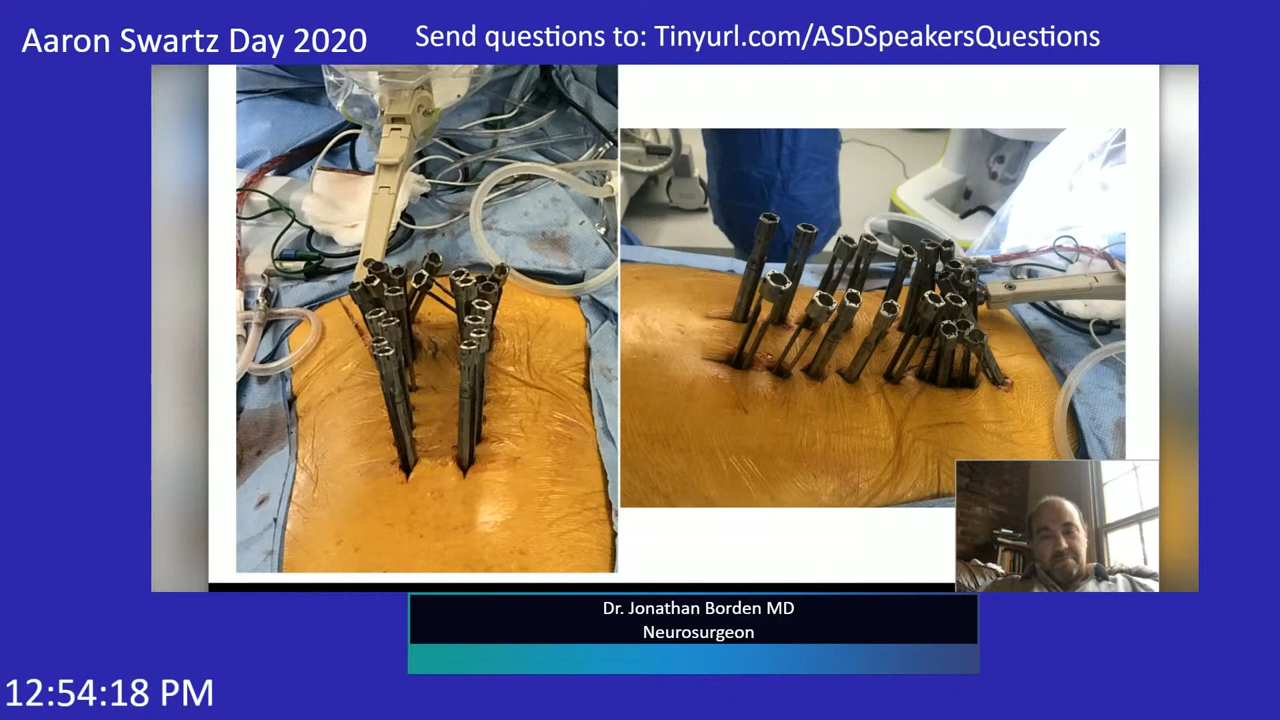 Aaron Swartz Day 2020
Send questions to: Tinyurl.com/ASDSpeakersQuestions
Dr. Jonathan Borden MD
Neurosurgeon
12:54:18 PM